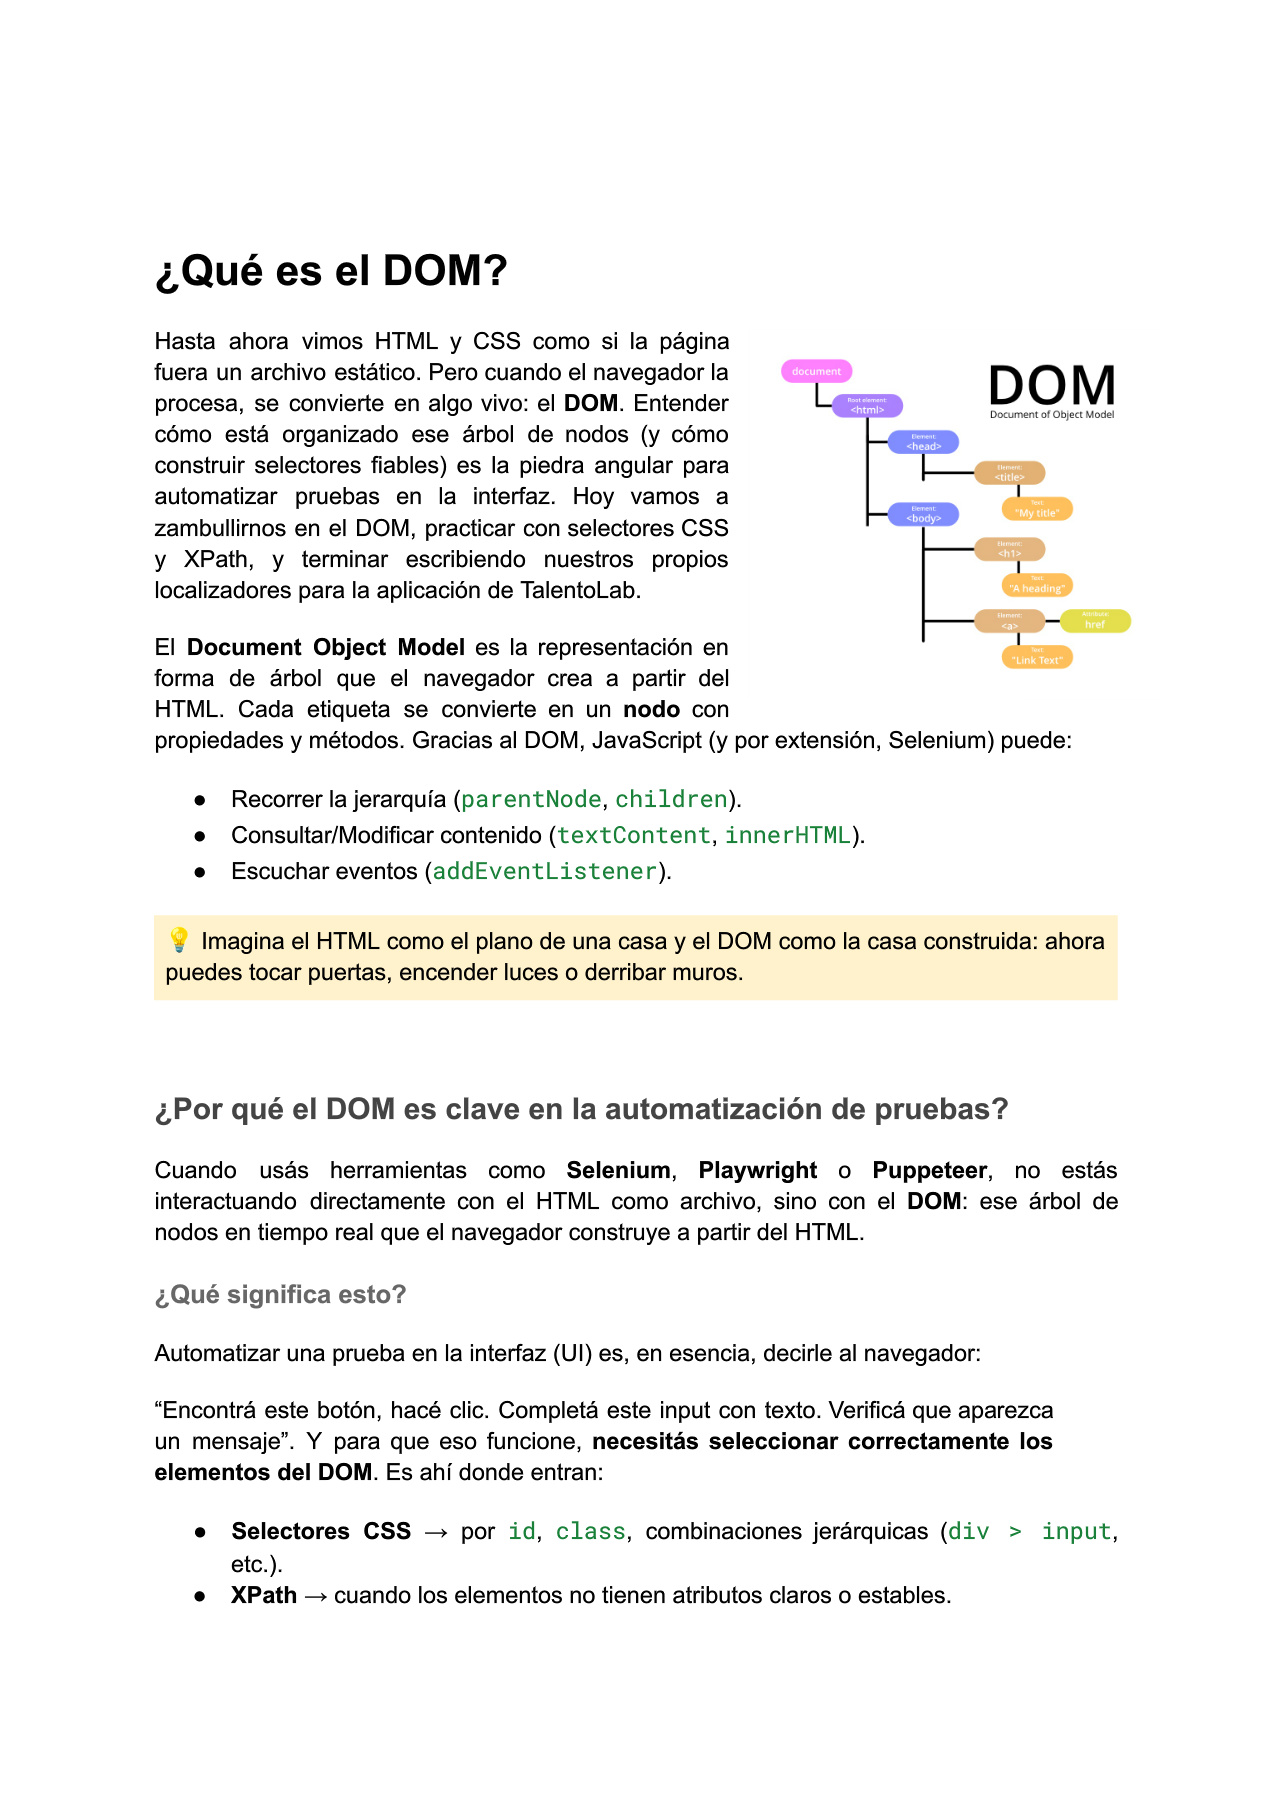 ¿Qué es el DOM?
Hasta ahora vimos HTML y CSS como si la página
fuera un archivo estático. Pero cuando el navegador la
procesa, se convierte en algo vivo: el DOM. Entender
cómo está organizado ese árbol de nodos (y cómo
construir selectores fiables) es la piedra angular para
automatizar pruebas en la interfaz. Hoy vamos a
zambullirnos en el DOM, practicar con selectores CSS
y XPath, y terminar escribiendo nuestros propios
localizadores para la aplicación de TalentoLab.
document
DOM
Document of Object Model
Root element:
<html>
Element:
<head>
Element:
<title>
Text:
"My title"
Element:
<body>
Element:
<h1>
Text:
"A heading"
Element:
<a>
Attribute:
href
Text:
"Link Text"
El Document Object Model es la representación en
forma de árbol que el navegador crea a partir del
HTML. Cada etiqueta se convierte en un nodo con
propiedades y métodos. Gracias al DOM, JavaScript (y por extensión, Selenium) puede:
● Recorrer la jerarquía (parentNode, children).
● Consultar/Modificar contenido (textContent, innerHTML).
● Escuchar eventos (addEventListener).
💡 Imagina el HTML como el plano de una casa y el DOM como la casa construida: ahora
puedes tocar puertas, encender luces o derribar muros.
¿Por qué el DOM es clave en la automatización de pruebas?
Cuando usás herramientas como Selenium, Playwright o Puppeteer, no estás
interactuando directamente con el HTML como archivo, sino con el DOM: ese árbol de
nodos en tiempo real que el navegador construye a partir del HTML.
¿Qué significa esto?
Automatizar una prueba en la interfaz (UI) es, en esencia, decirle al navegador:
“Encontrá este botón, hacé clic. Completá este input con texto. Verificá que aparezca
un mensaje”. Y para que eso funcione, necesitás seleccionar correctamente los
elementos del DOM. Es ahí donde entran:
● Selectores CSS → por id, class, combinaciones jerárquicas (div > input,
etc.).
● XPath → cuando los elementos no tienen atributos claros o estables.